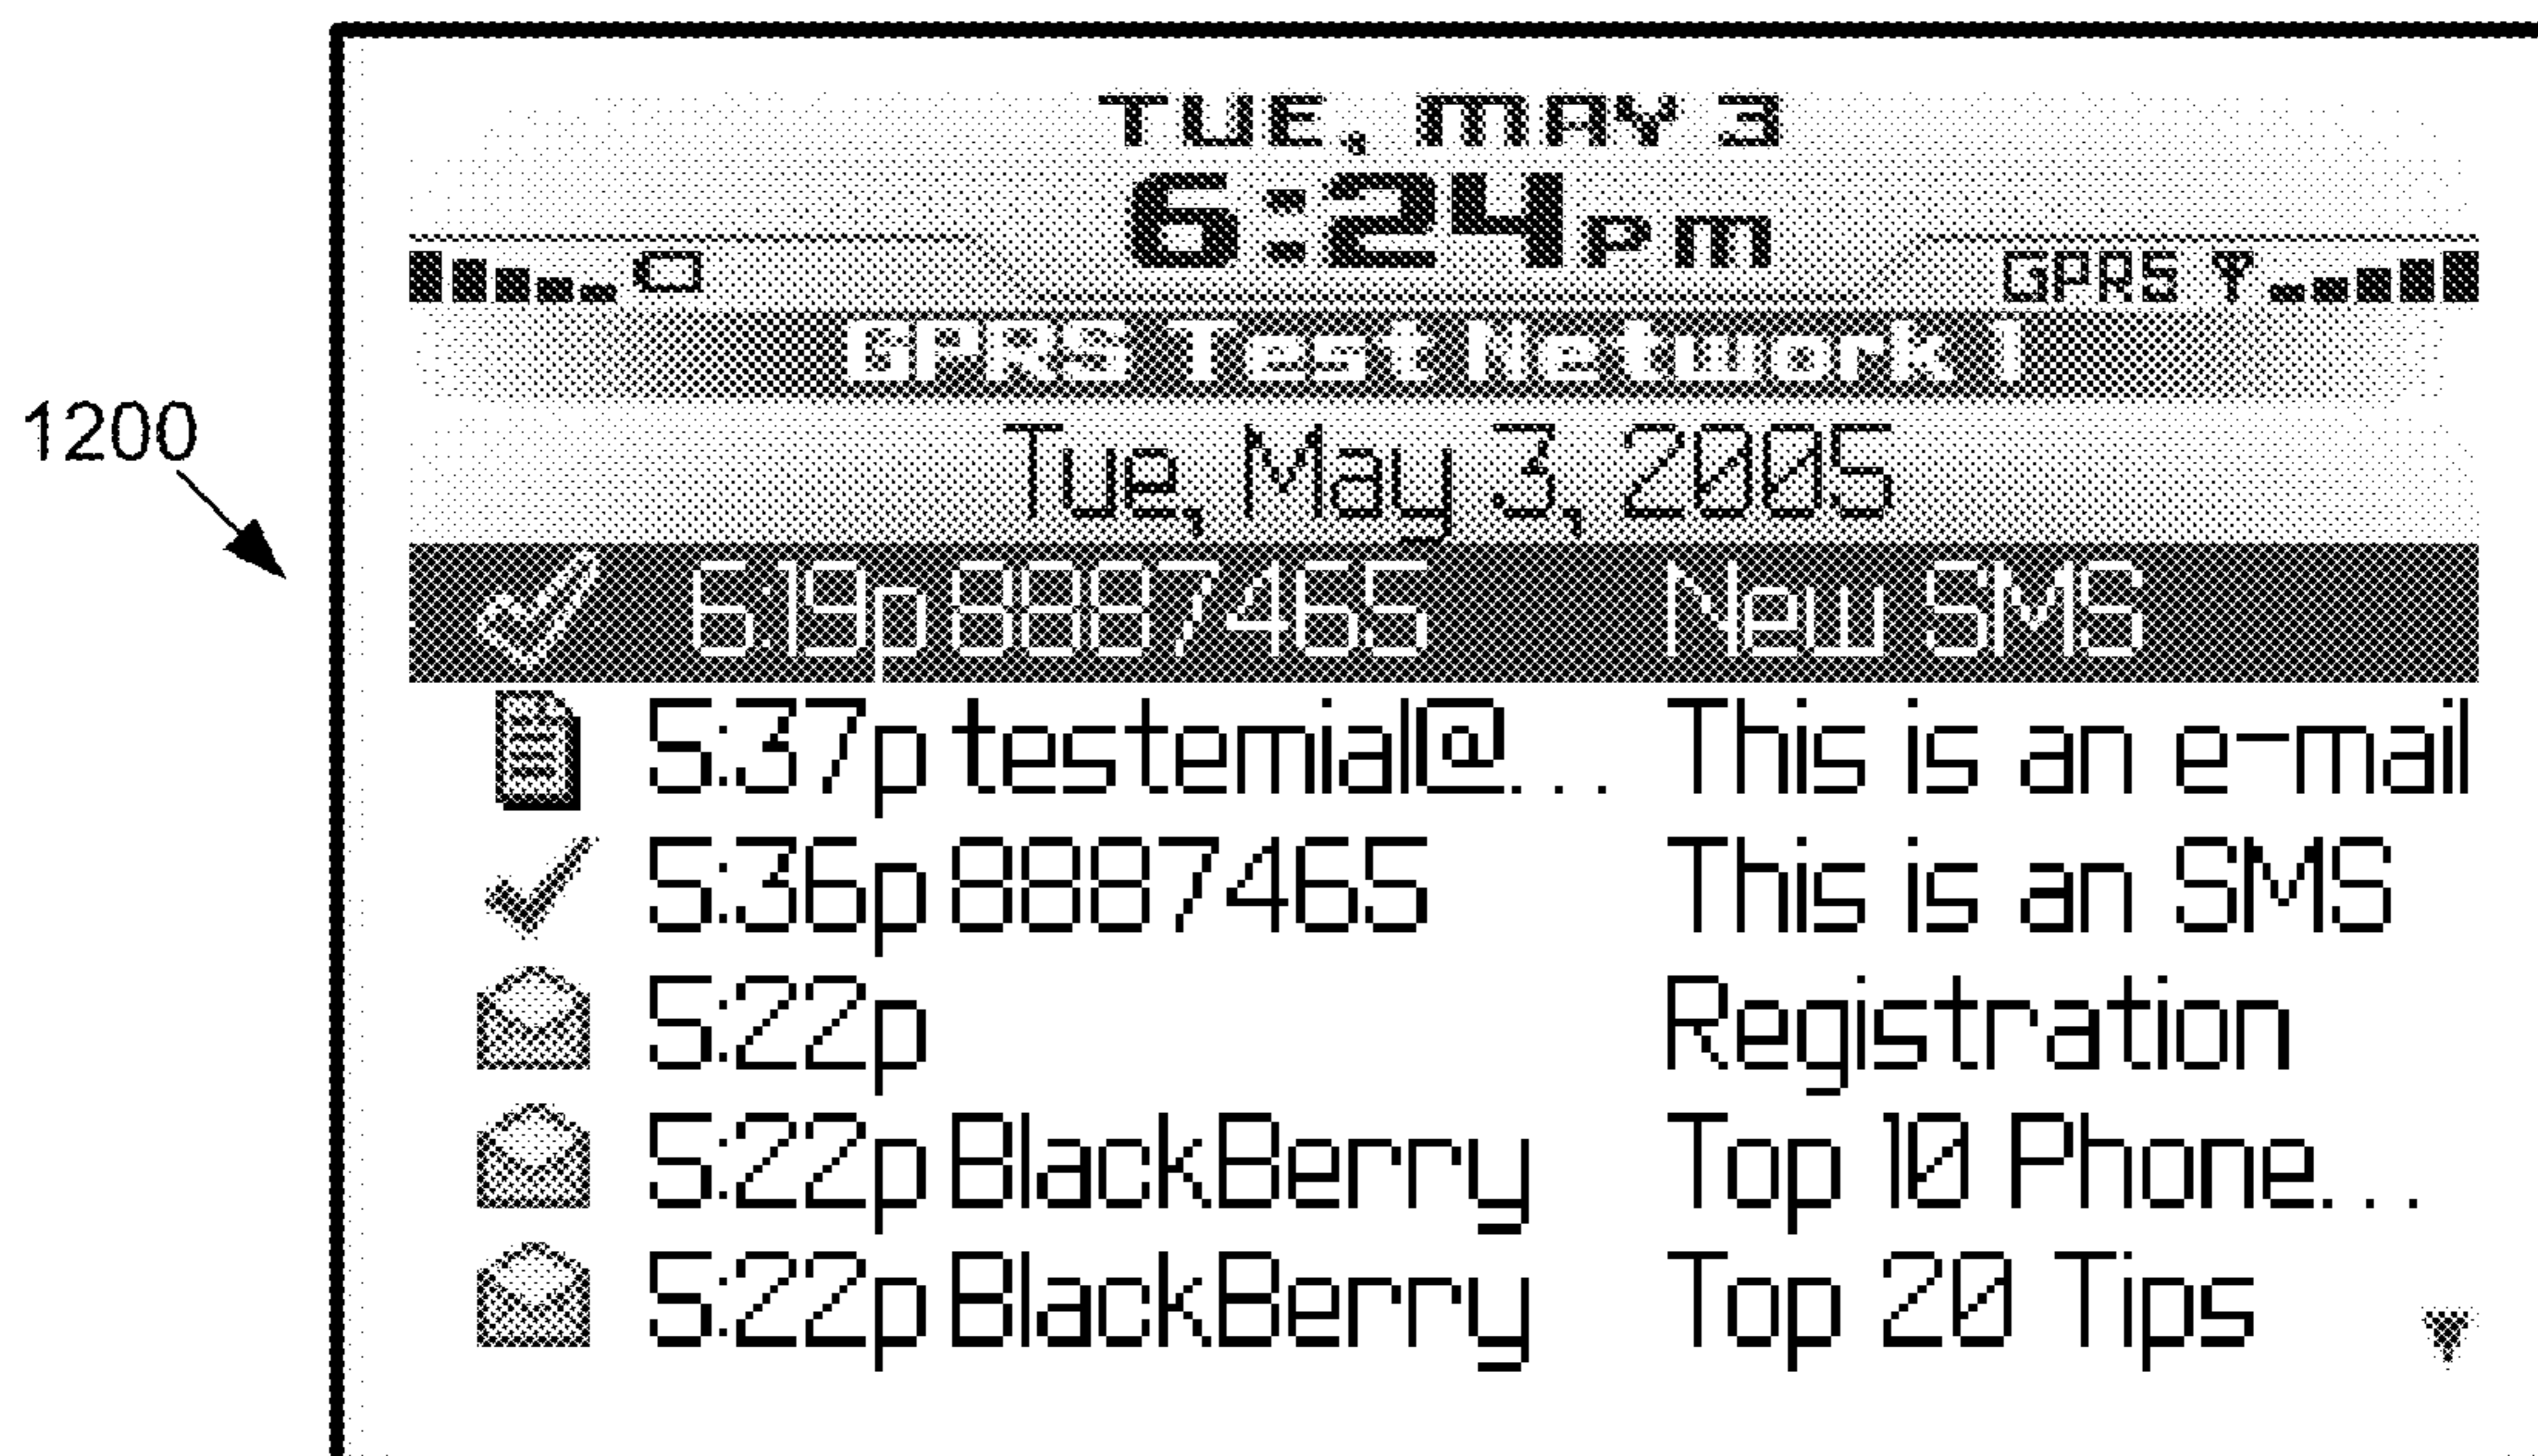 TUE, MAY 3
6:24pm
GPRS
GPRS Test Network 1
1200
Tue, May 3, 2005
6:19p 8887465 New SMS
5:37p testemial@... This is an e-mail
5:36p 8887465 This is an SMS
5:22p Registration
5:22p BlackBerry Top 10 Phone...
5:22p BlackBerry Top 20 Tips